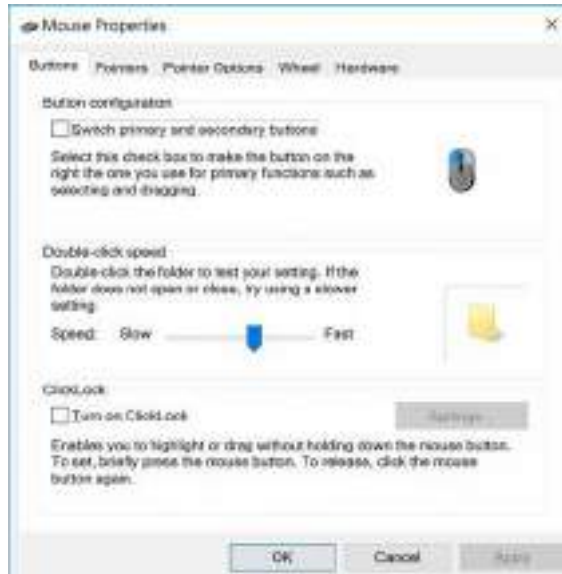 Mouse Properties
Buttons Pointers Pointer Options Wheel Hardware
Button configuration
Switch primary and secondary buttons
Select this check box to make the button on the
right the one you use for primary functions such as
selecting and dragging.
Double-click speed
Double-click the folder to test your setting. If the
folder does not open or close, try using a slower
setting.
Speed: Slow Fast
ClickLock
Turn on ClickLock Settings...
Enables you to highlight or drag without holding down the mouse button.
To set, briefly press the mouse button. To release, click the mouse
button again.
OK Cancel Apply